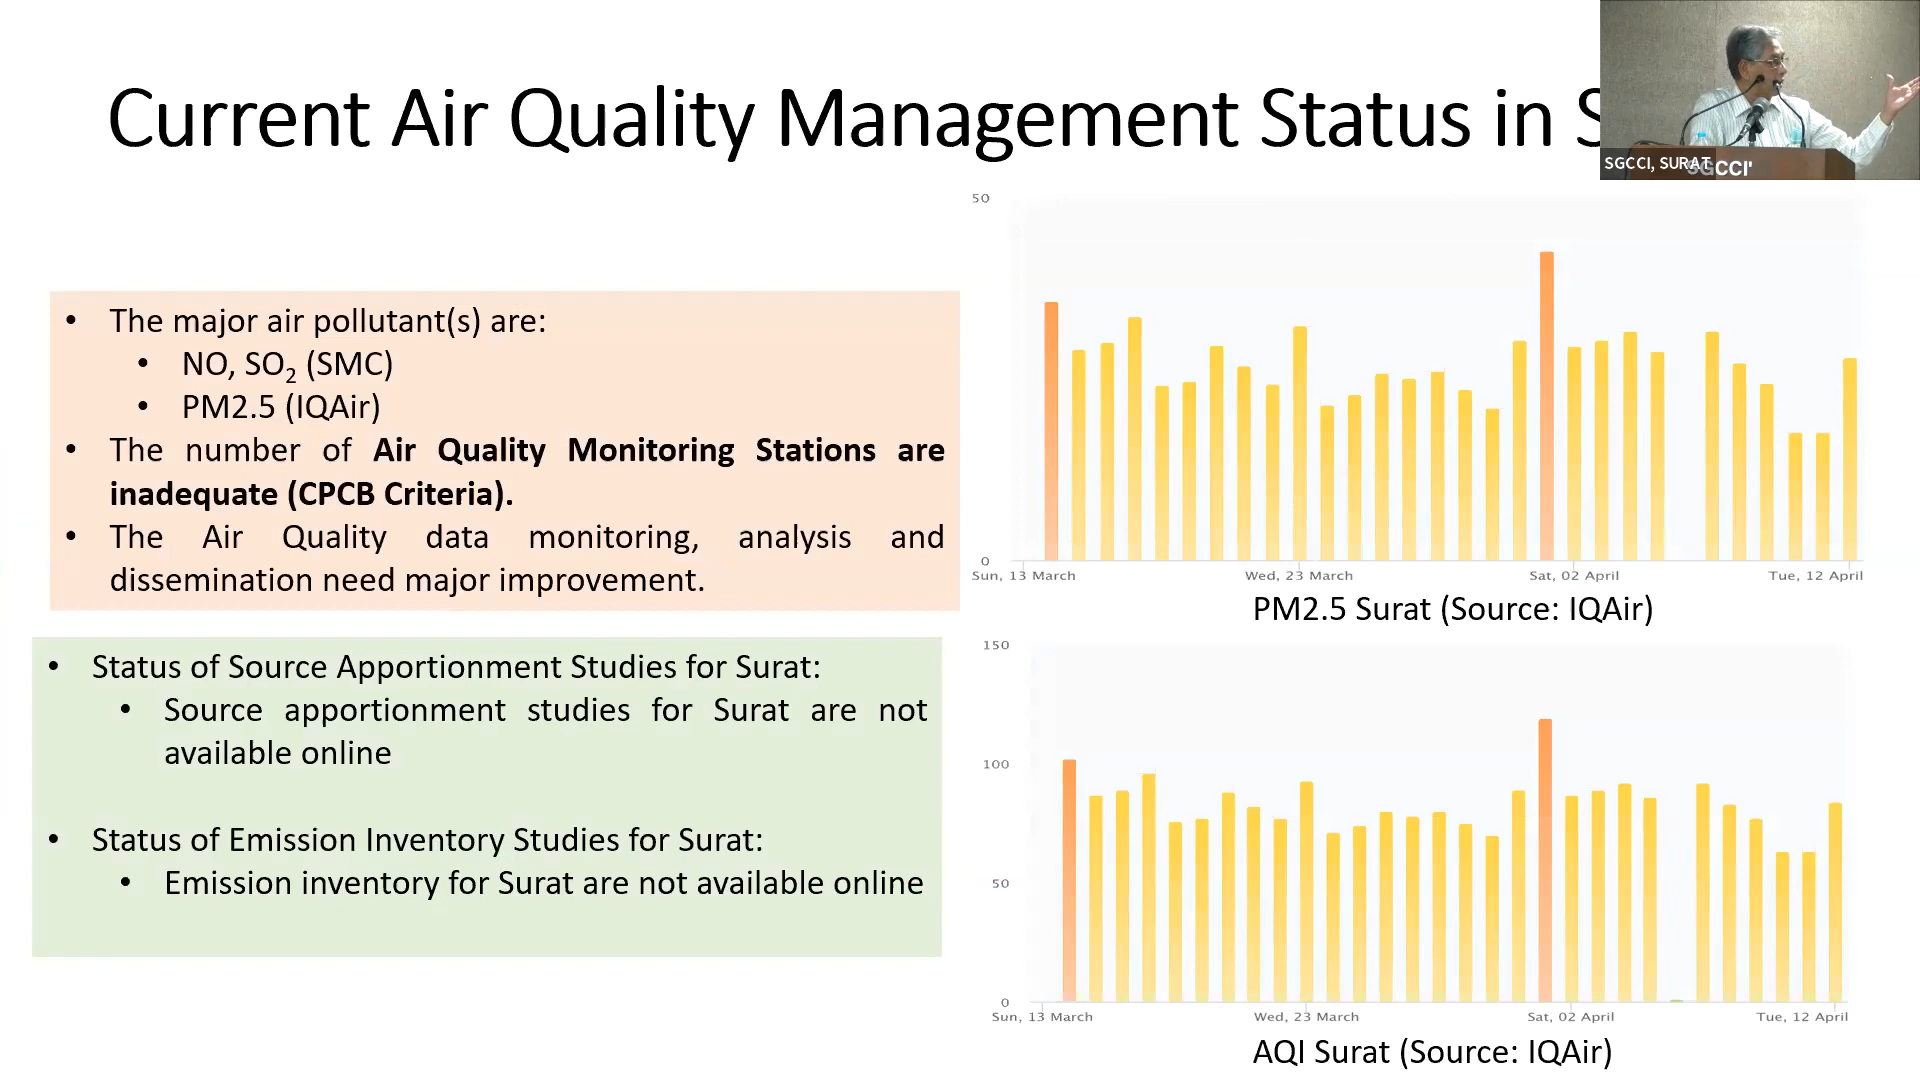 Current Air Quality Management Status in S
SGCCI, SURAT
SGCCI'
• The major air pollutant(s) are:
• NO, SO₂ (SMC)
• PM2.5 (IQAir)
• The number of Air Quality Monitoring Stations are
inadequate (CPCB Criteria).
• The Air Quality data monitoring, analysis and
dissemination need major improvement.
• Status of Source Apportionment Studies for Surat:
• Source apportionment studies for Surat are not
available online
• Status of Emission Inventory Studies for Surat:
• Emission inventory for Surat are not available online
50
0
Sun, 13 March Wed, 23 March Sat, 02 April Tue, 12 April
PM2.5 Surat (Source: IQAir)
150
100
50
0
Sun, 13 March Wed, 23 March Sat, 02 April Tue, 12 April
AQI Surat (Source: IQAir)